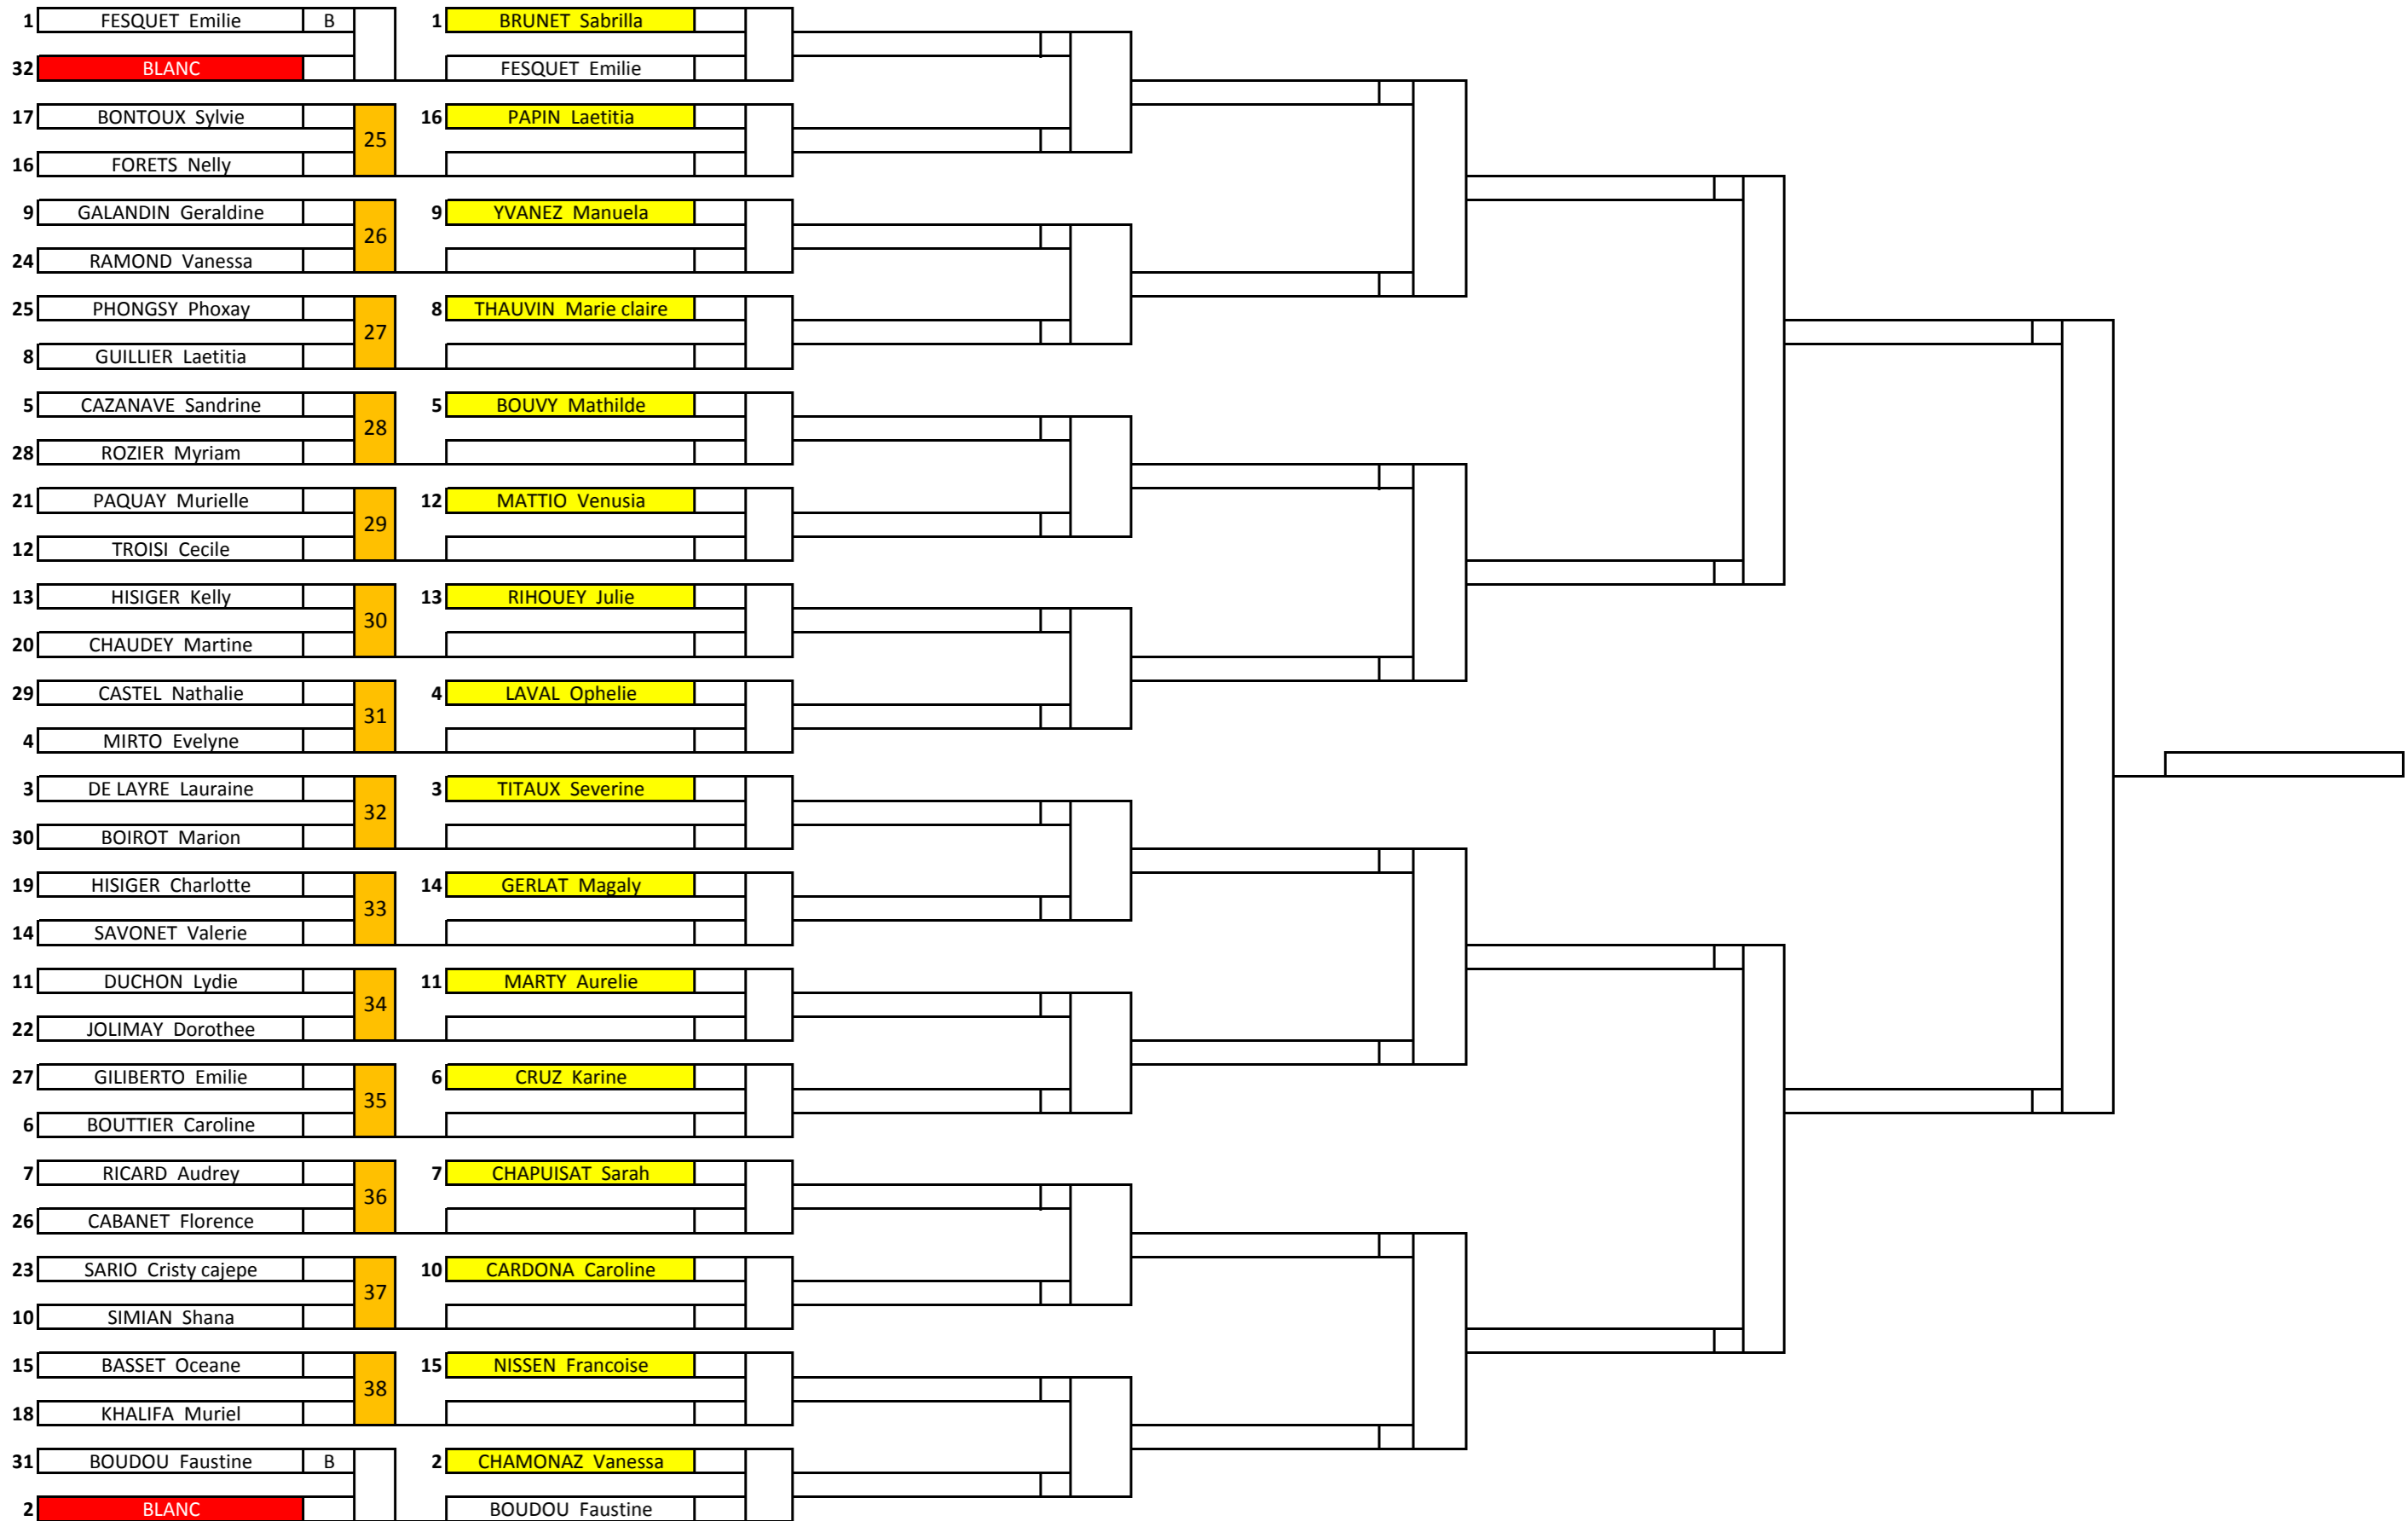 1 FESQUET Emilie B 1 BRUNET Sabrilla
32 BLANC FESQUET Emilie
17 BONTOUX Sylvie 16 PAPIN Laetitia
25
16 FORETS Nelly
9 GALANDIN Geraldine 9 YVANEZ Manuela
26
24 RAMOND Vanessa
25 PHONGSY Phoxay 8 THAUVIN Marie claire
27
8 GUILLIER Laetitia
5 CAZANAVE Sandrine 5 BOUVY Mathilde
28
28 ROZIER Myriam
21 PAQUAY Murielle 12 MATTIO Venusia
29
12 TROISI Cecile
13 HISIGER Kelly 13 RIHOUEY Julie
30
20 CHAUDEY Martine
29 CASTEL Nathalie 4 LAVAL Ophelie
31
4 MIRTO Evelyne
3 DE LAYRE Lauraine 3 TITAUX Severine
32
30 BOIROT Marion
19 HISIGER Charlotte 14 GERLAT Magaly
33
14 SAVONET Valerie
11 DUCHON Lydie 11 MARTY Aurelie
34
22 JOLIMAY Dorothee
27 GILIBERTO Emilie 6 CRUZ Karine
35
6 BOUTTIER Caroline
7 RICARD Audrey 7 CHAPUISAT Sarah
36
26 CABANET Florence
23 SARIO Cristy cajepe 10 CARDONA Caroline
37
10 SIMIAN Shana
15 BASSET Oceane 15 NISSEN Francoise
38
18 KHALIFA Muriel
31 BOUDOU Faustine B 2 CHAMONAZ Vanessa
2 BLANC BOUDOU Faustine